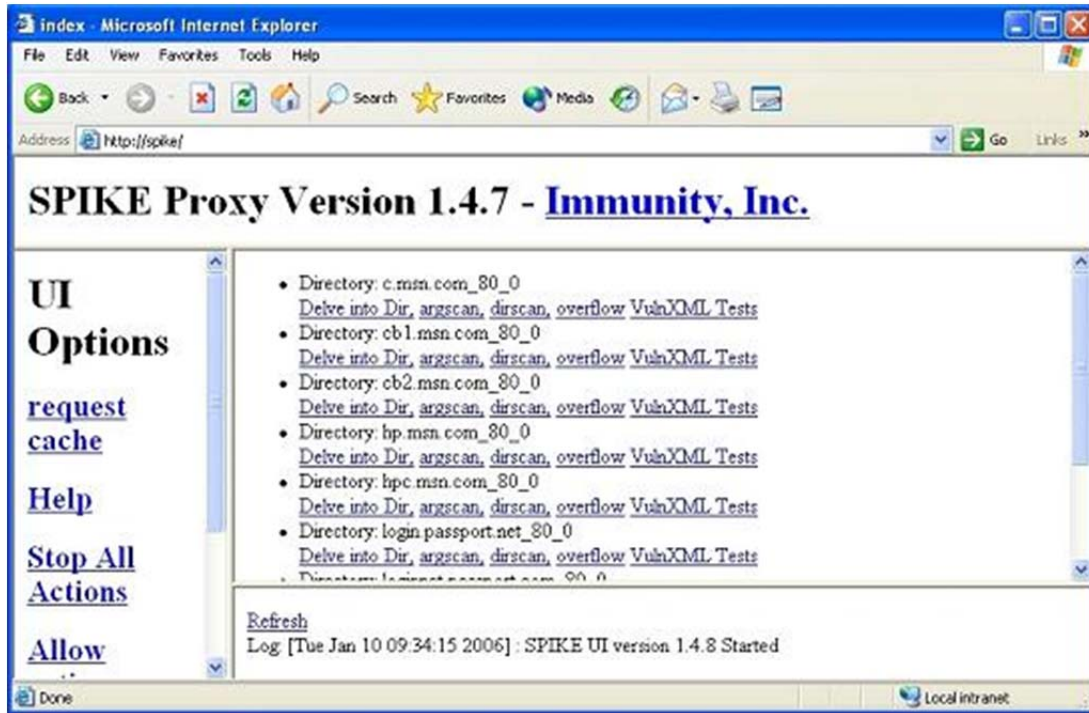 index - Microsoft Internet Explorer
File Edit View Favorites Tools Help
Back Search Favorites Media
Address http://spike/ Go Links »
SPIKE Proxy Version 1.4.7 - Immunity, Inc.
UI
Options
request
cache
Help
Stop All
Actions
Allow
• Directory: c.msn.com_80_0
Delve into Dir, argscan, dirscan, overflow VulnXML Tests
• Directory: cb1.msn.com_80_0
Delve into Dir, argscan, dirscan, overflow VulnXML Tests
• Directory: cb2.msn.com_80_0
Delve into Dir, argscan, dirscan, overflow VulnXML Tests
• Directory: hp.msn.com_80_0
Delve into Dir, argscan, dirscan, overflow VulnXML Tests
• Directory: hpc.msn.com_80_0
Delve into Dir, argscan, dirscan, overflow VulnXML Tests
• Directory: login.passport.net_80_0
Delve into Dir, argscan, dirscan, overflow VulnXML Tests
• Directory: loginnet.passport.com_80_0
Refresh
Log: [Tue Jan 10 09:34:15 2006] : SPIKE UI version 1.4.8 Started
Done
Local intranet